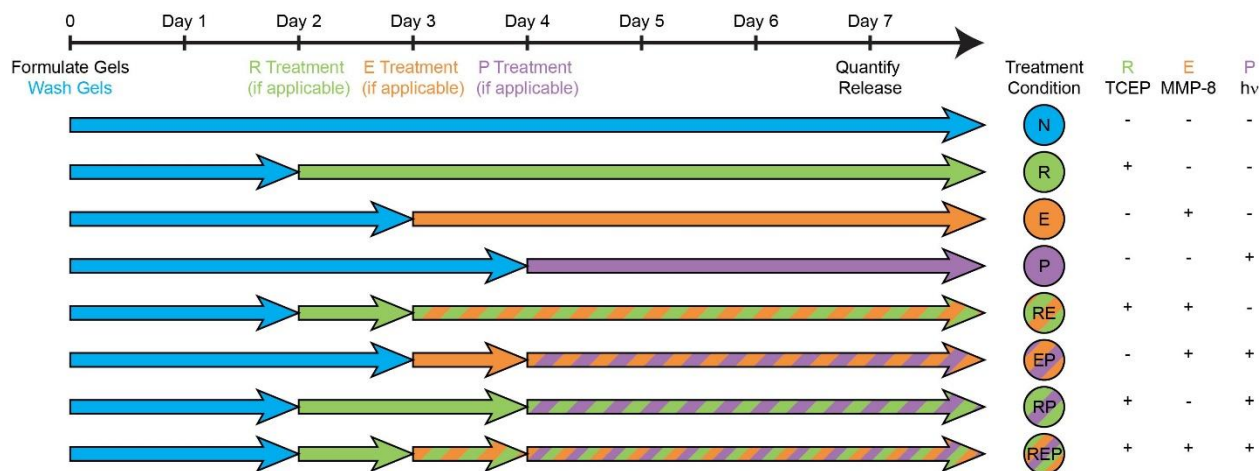 0 Day 1 Day 2 Day 3 Day 4 Day 5 Day 6 Day 7
Formulate Gels R Treatment E Treatment P Treatment Quantify Treatment R E P
Wash Gels (if applicable) (if applicable) (if applicable) Release Condition TCEP MMP-8 hν
N - - -
R + - -
E - + -
P - - +
RE + + -
EP - + +
RP + - +
REP + + +